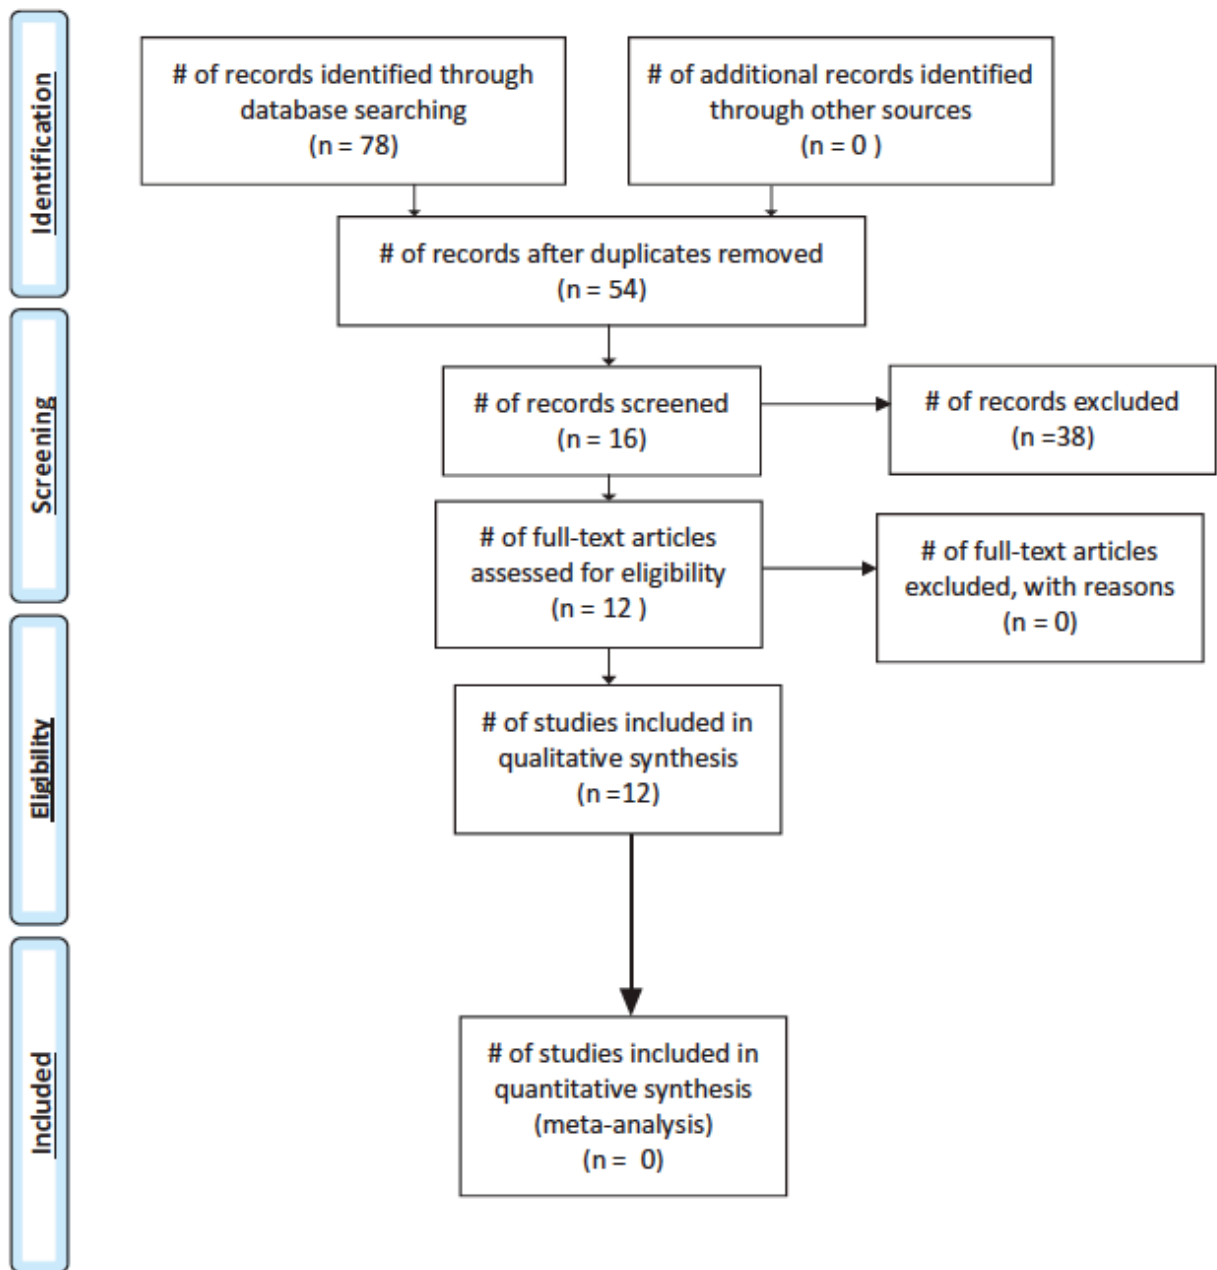 Identification
# of records identified through
database searching
(n = 78)
# of additional records identified
through other sources
(n = 0 )
# of records after duplicates removed
(n = 54)
Screening
# of records screened
(n = 16)
# of records excluded
(n =38)
# of full-text articles
assessed for eligibility
(n = 12 )
# of full-text articles
excluded, with reasons
(n = 0)
Eligibility
# of studies included in
qualitative synthesis
(n =12)
Included
# of studies included in
quantitative synthesis
(meta-analysis)
(n =  0)